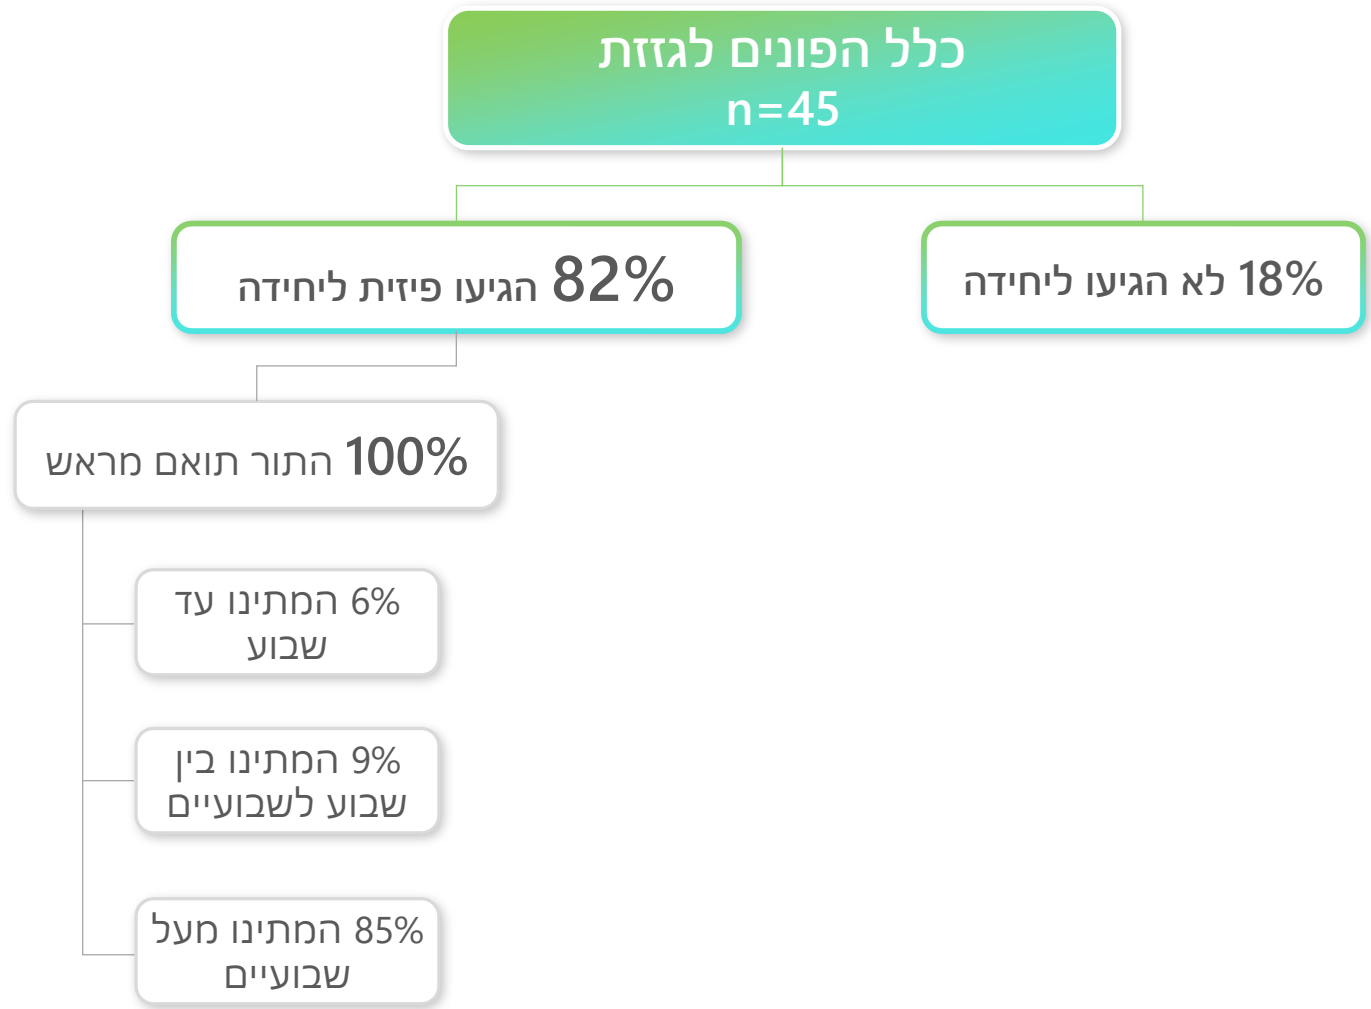 כלל הפונים לגזזת
n=45
18% לא הגיעו ליחידה
82% הגיעו פיזית ליחידה
100% התור תואם מראש
6% המתינו עד
שבוע
9% המתינו בין
שבוע לשבועיים
85% המתינו מעל
שבועיים